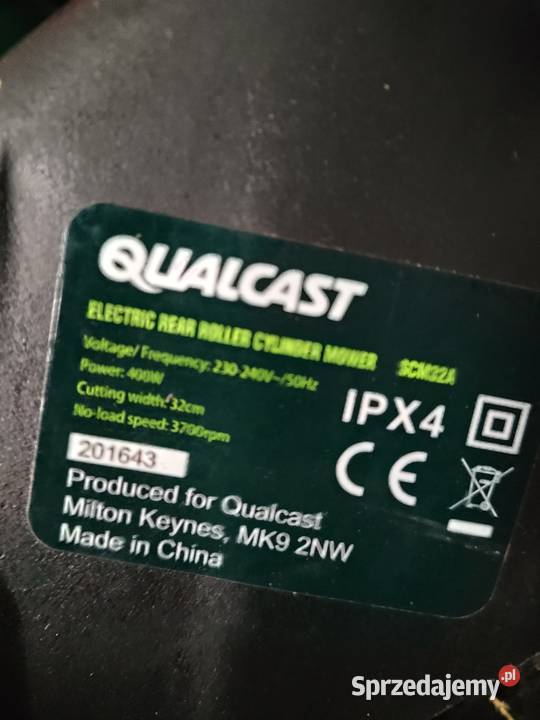 QUALCAST
ELECTRIC REAR ROLLER CYLINDER MOWER SCM32A
Voltage/ Frequency: 230-240V~/50Hz
Power: 400W
Cutting width: 32cm
No-load speed: 3700rpm
IPX4
CE
201643
Produced for Qualcast
Milton Keynes, MK9 2NW
Made in China
Sprzedajemy.pl